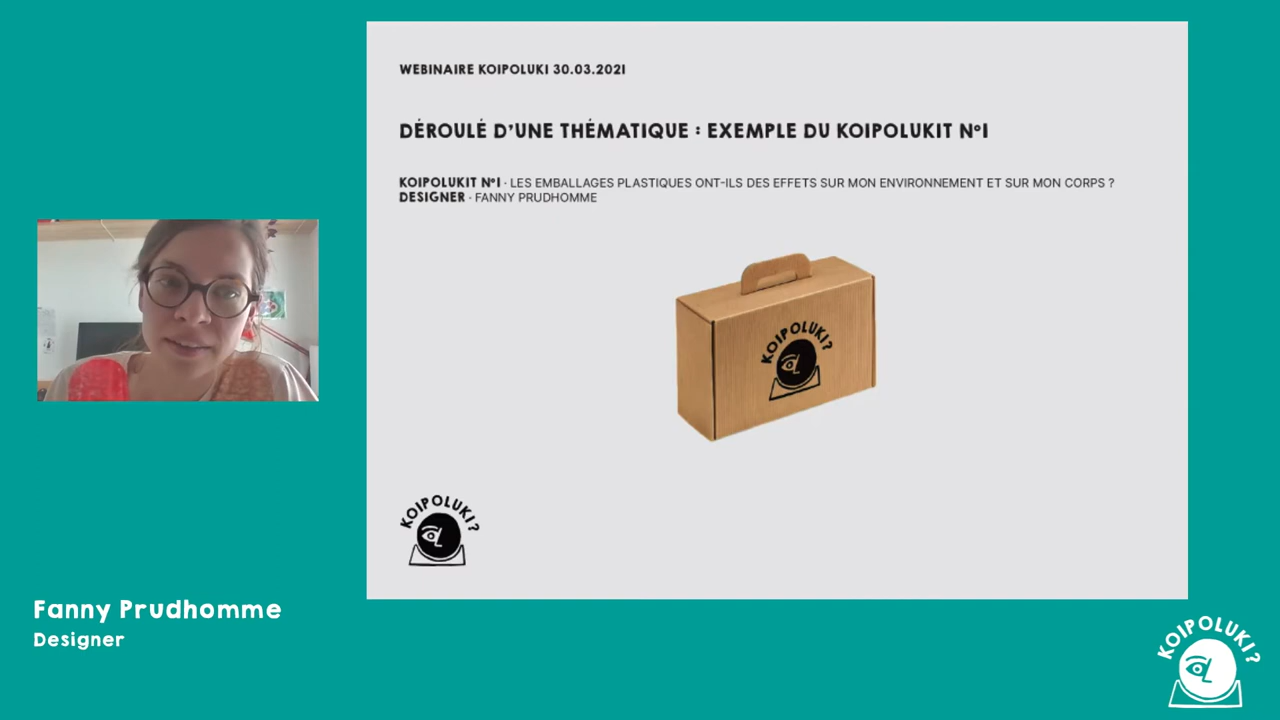 WEBINAIRE KOIPOLUKI 30.03.2021
DÉROULÉ D'UNE THÉMATIQUE : EXEMPLE DU KOIPOLUKIT N°1
KOIPOLUKIT N°1 · LES EMBALLAGES PLASTIQUES ONT-ILS DES EFFETS SUR MON ENVIRONNEMENT ET SUR MON CORPS ?
DESIGNER · FANNY PRUDHOMME
KOIPOLUKI?
KOIPOLUKI?
Fanny Prudhomme
Designer
KOIPOLUKI?